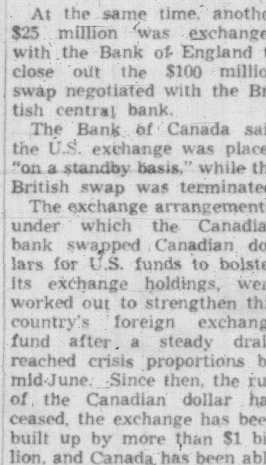 At the same time, anothe
$25 million was exchange
with the Bank of England t
close out the $100 millio
swap negotiated with the Br
tish central bank.
The Bank of Canada sai
the U.S. exchange was place
"on a standby basis," while th
British swap was terminate
The exchange arrangement
under which the Canadia
bank swapped Canadian do
lars for U.S. funds to bolste
its exchange holdings, wer
worked out to strengthen th
country's foreign exchang
fund after a steady drai
reached crisis proportions b
mid-June. Since then, the ru
of the Canadian dollar ha
ceased, the exchange has bee
built up by more than $1 bi
lion, and Canada has been abl